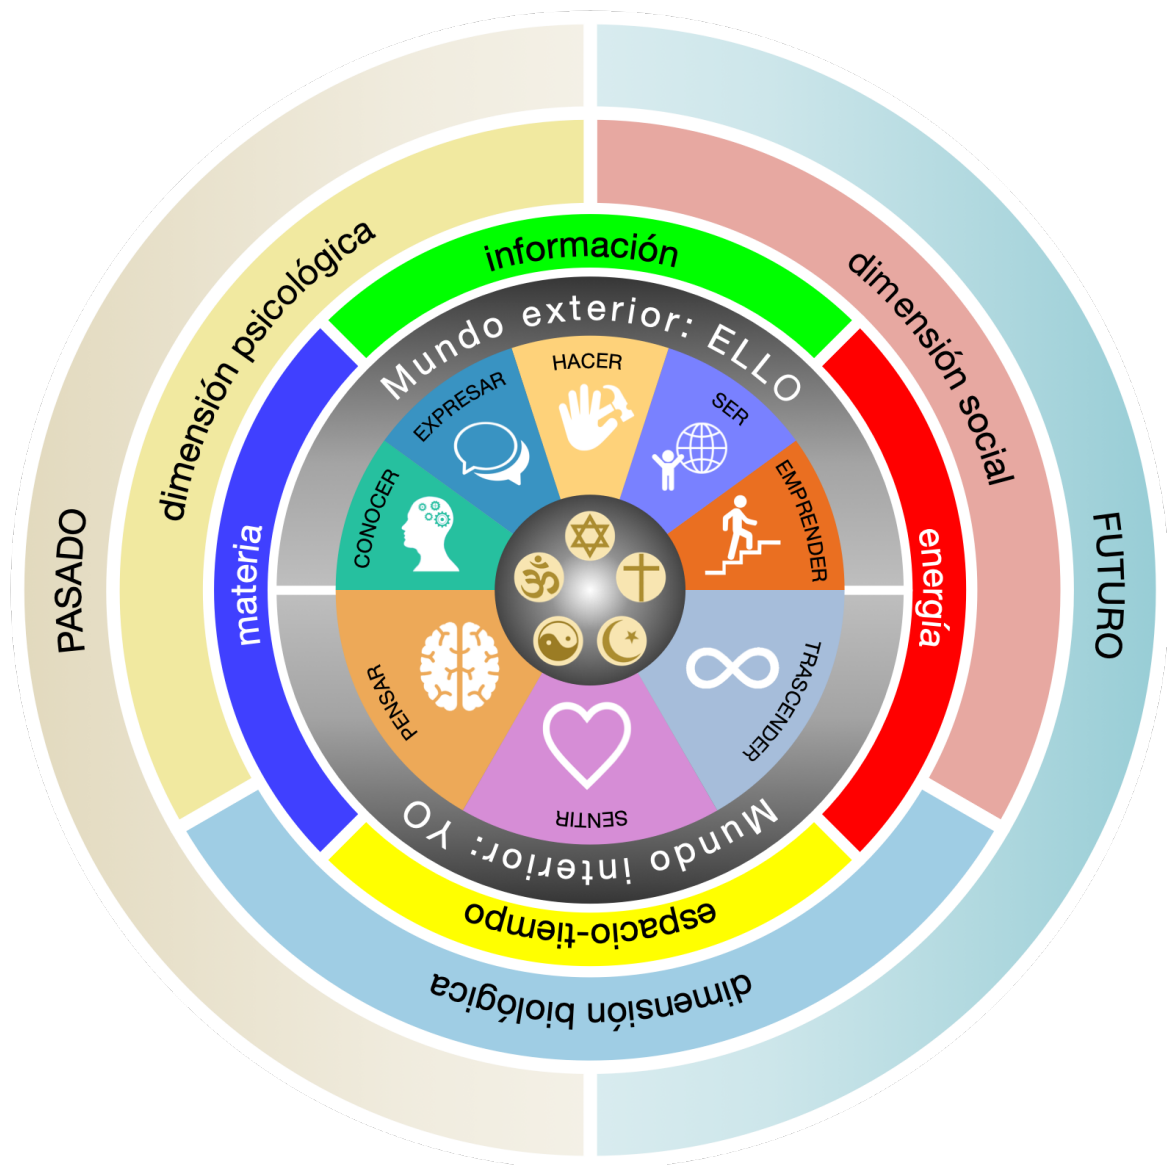 PASADO
FUTURO
dimensión psicológica
dimensión social
dimensión biológica
información
energía
espacio-tiempo
materia
Mundo exterior: ELLO
Mundo interior: YO
CONOCER
EXPRESAR
HACER
SER
EMPRENDER
TRASCENDER
SENTIR
PENSAR
ॐ